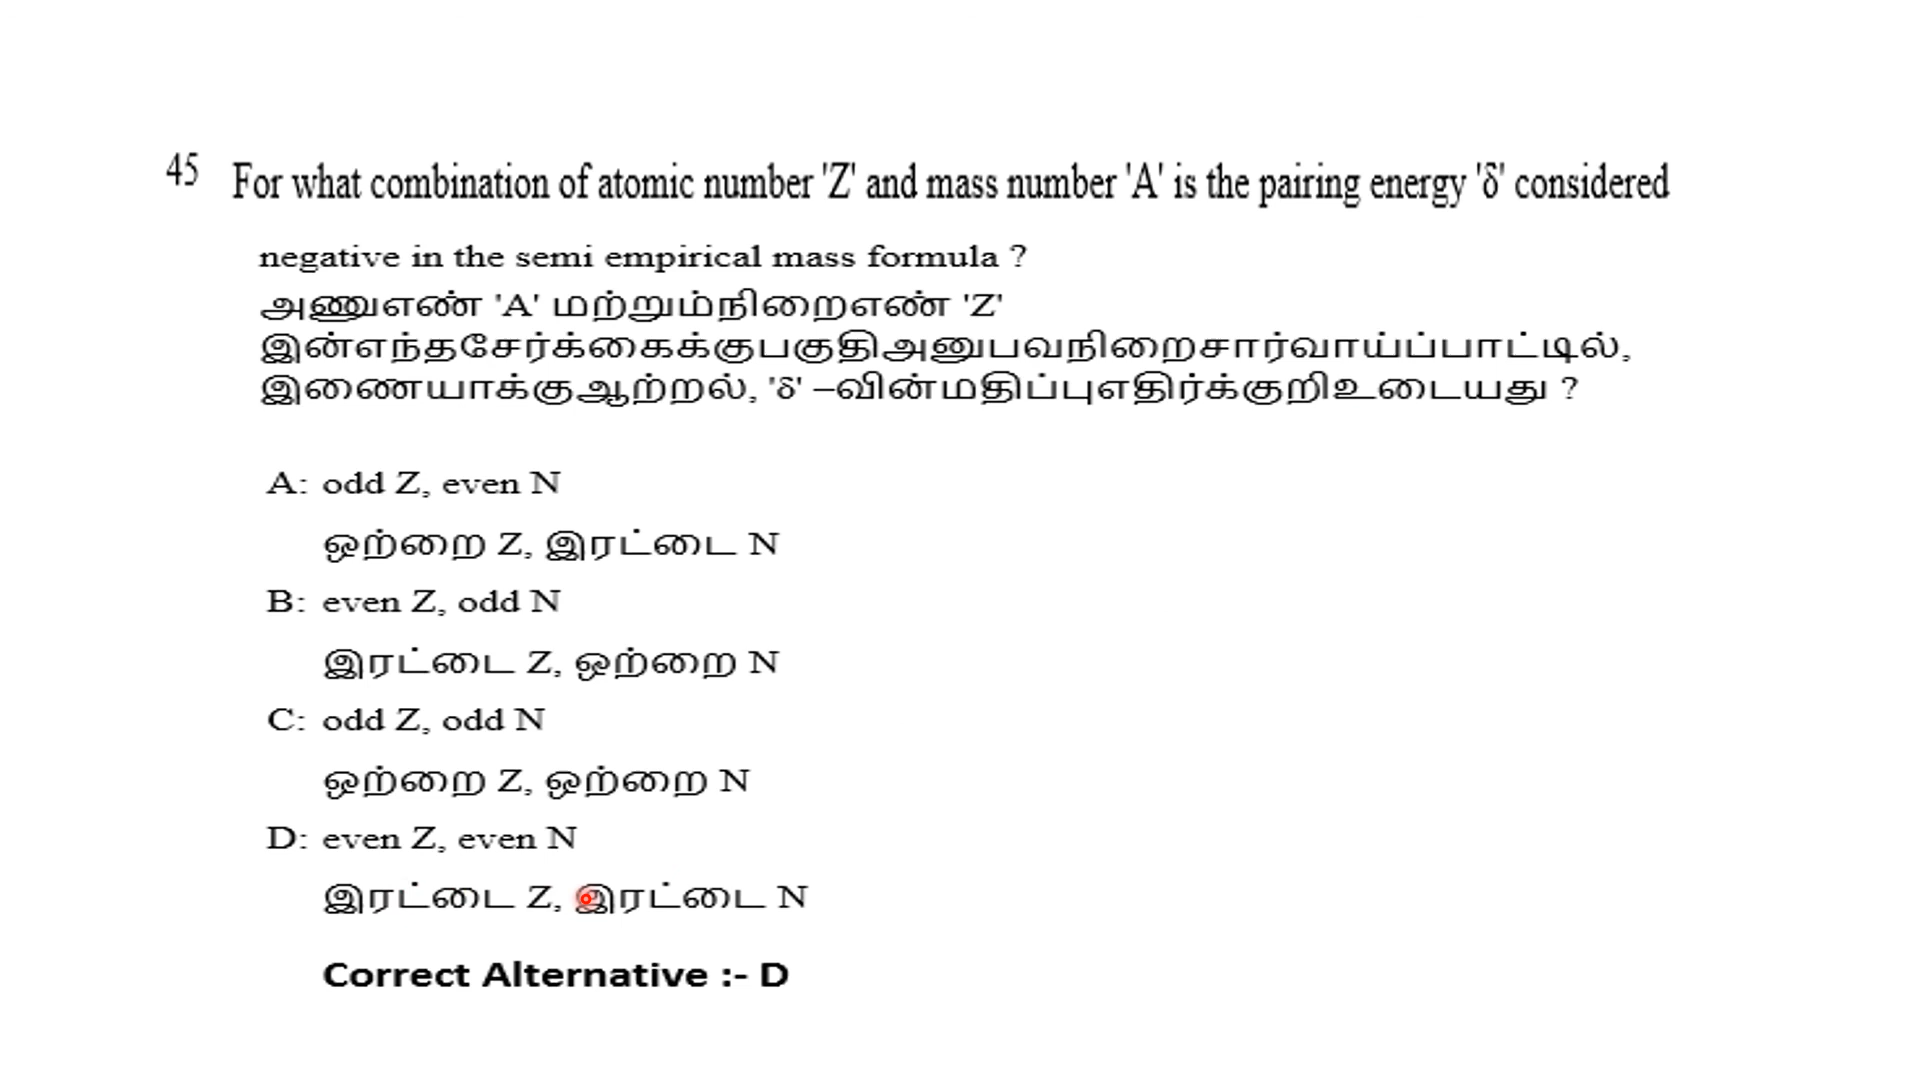 45 For what combination of atomic number 'Z' and mass number 'A' is the pairing energy 'δ' considered
negative in the semi empirical mass formula ?
அணுஎண் 'A' மற்றும்நிறைஎண் 'Z'
இன்எந்தசேர்க்கைக்குபகுதிஅனுபவநிறைசார்வாய்ப்பாட்டில்,
இணையாக்குஆற்றல், 'δ' –வின்மதிப்புஎதிர்க்குறிஉடையது ?
A: odd Z, even N
ஒற்றை Z, இரட்டை N
B: even Z, odd N
இரட்டை Z, ஒற்றை N
C: odd Z, odd N
ஒற்றை Z, ஒற்றை N
D: even Z, even N
இரட்டை Z, இரட்டை N
Correct Alternative :- D